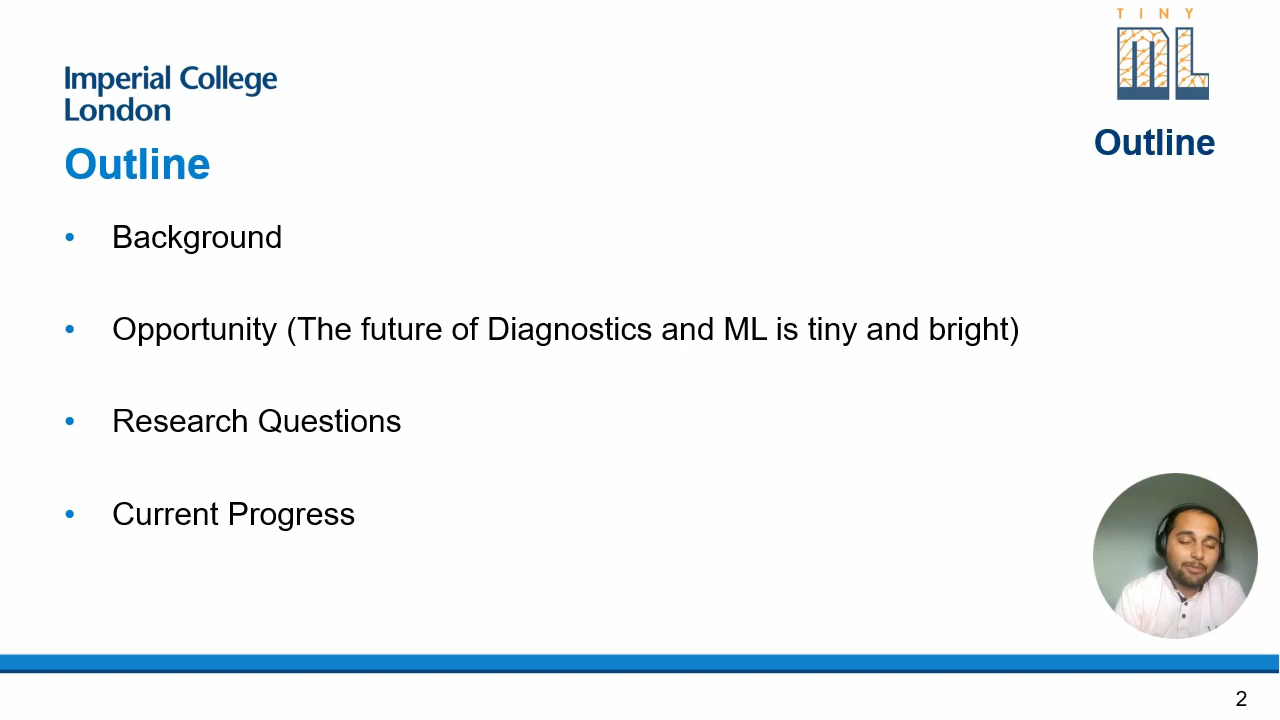 TINY
ML
Imperial College
London
Outline
Outline
• Background
• Opportunity (The future of Diagnostics and ML is tiny and bright)
• Research Questions
• Current Progress
2